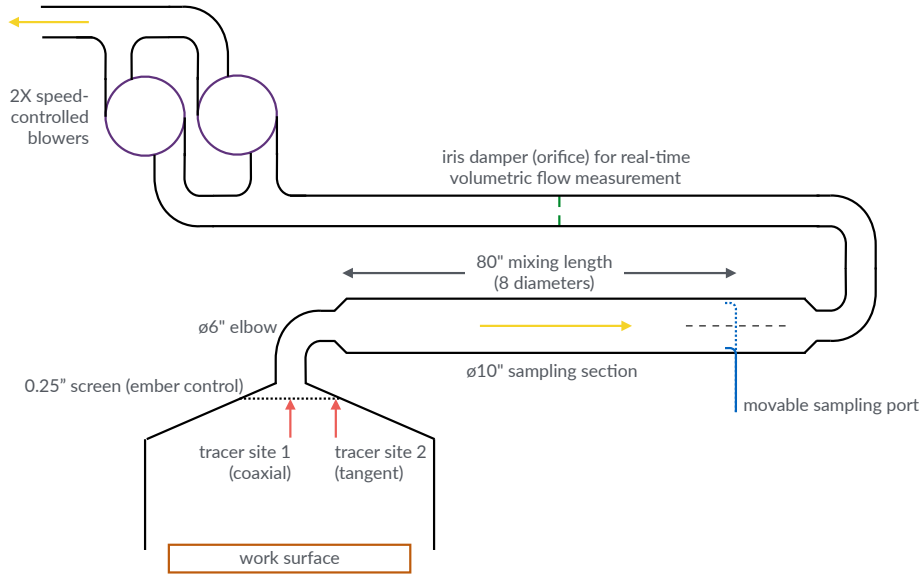 2X speed-
controlled
blowers
iris damper (orifice) for real-time
volumetric flow measurement
80" mixing length
(8 diameters)
ø6" elbow
ø10" sampling section
0.25” screen (ember control)
movable sampling port
tracer site 1
(coaxial)
tracer site 2
(tangent)
work surface